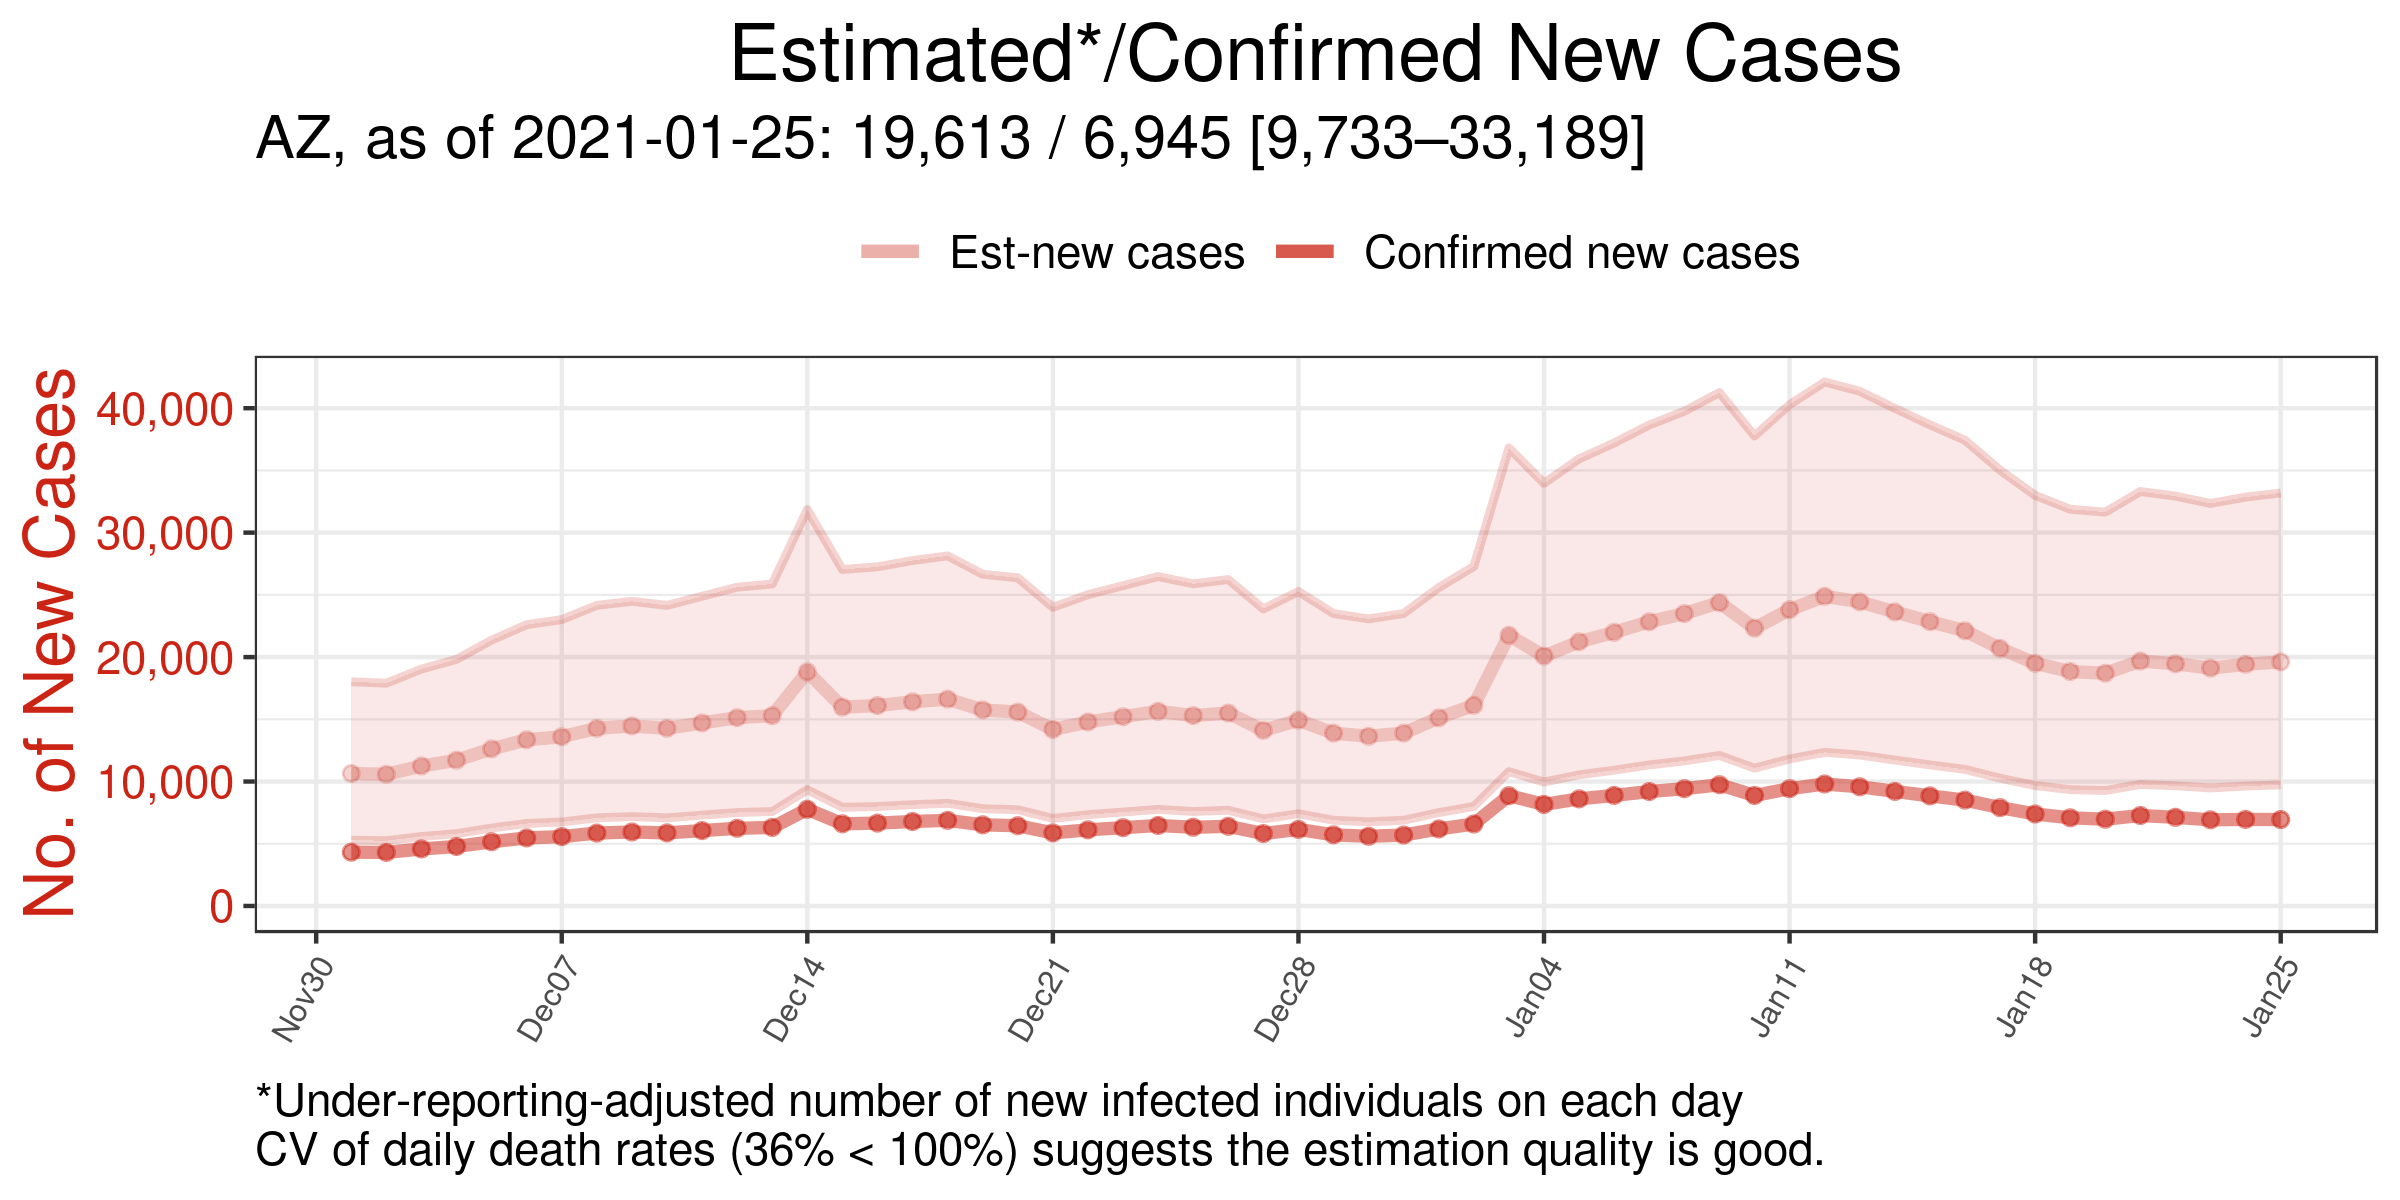 Estimated*/Confirmed New Cases
AZ, as of 2021-01-25: 19,613 / 6,945 [9,733–33,189]
Est-new cases
Confirmed new cases
No. of New Cases
40,000
30,000
20,000
10,000
0
Nov30
Dec07
Dec14
Dec21
Dec28
Jan04
Jan11
Jan18
Jan25
*Under-reporting-adjusted number of new infected individuals on each day
CV of daily death rates (36% < 100%) suggests the estimation quality is good.